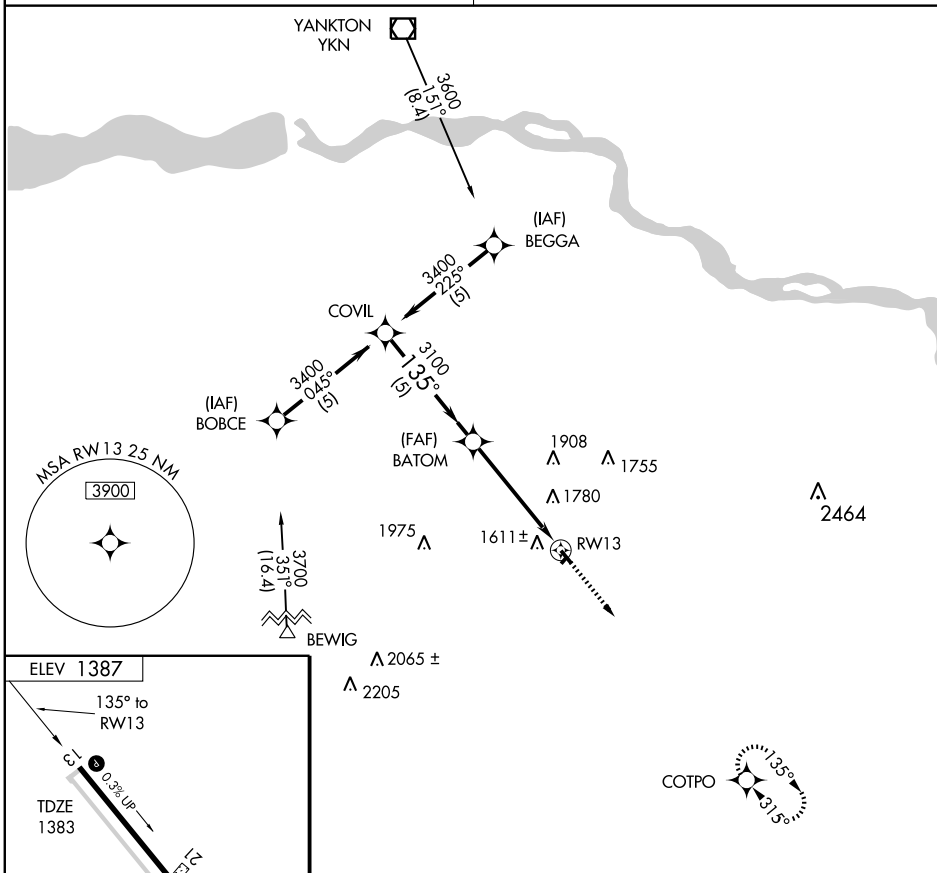 YANKTON
YKN
3600
151°
(8.4)
(IAF)
BEGGA
3400
225°
(5)
COVIL
3100
135°
(5)
3400
045°
(5)
(IAF)
BOBCE
(FAF)
BATOM
1908
1755
1780
2464
MSA RW13 25 NM
3900
1975
1611±
RW13
3700
351°
(16.4)
BEWIG
2065 ±
2205
ELEV 1387
135° to
RW13
13
P
0.3% UP
TDZE
1383
21
COTPO
135°
315°